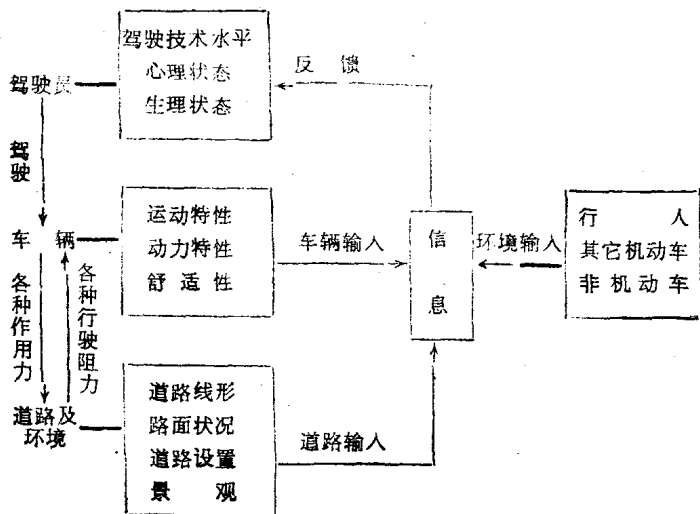 驾驶技术水平
心理状态
生理状态
反馈
驾驶员
驾驶
运动特性
动力特性
舒适性
车辆
车辆输入
信息
环境输入
行人
其它机动车
非机动车
各种作用力
各种行驶阻力
道路及
环境
道路线形
路面状况
道路设置
景观
道路输入